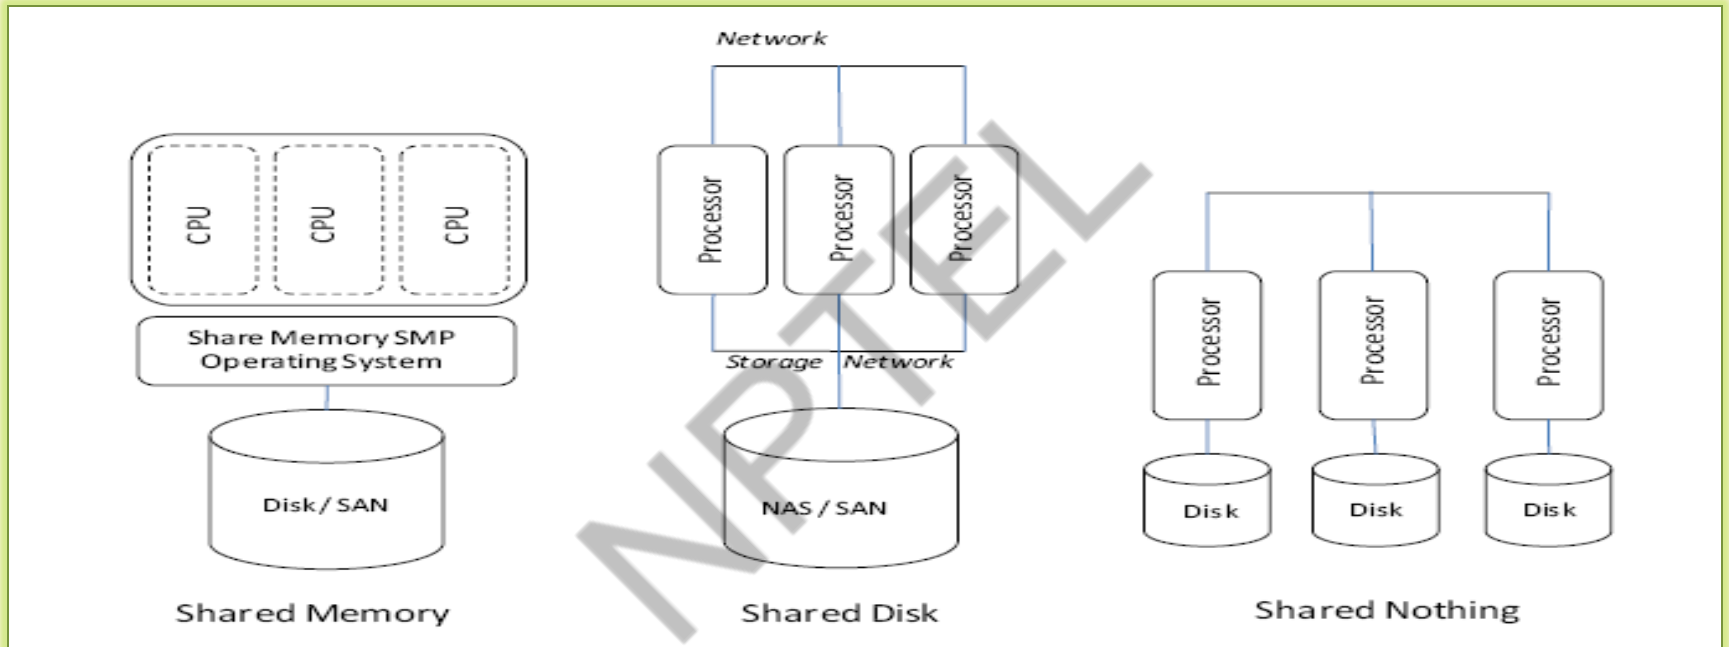 CPU
CPU
CPU
Share Memory SMP
Operating System
Disk / SAN
Shared Memory
Network
Processor
Processor
Processor
Storage Network
NAS / SAN
Shared Disk
Processor
Processor
Processor
Disk
Disk
Disk
Shared Nothing
NPTEL